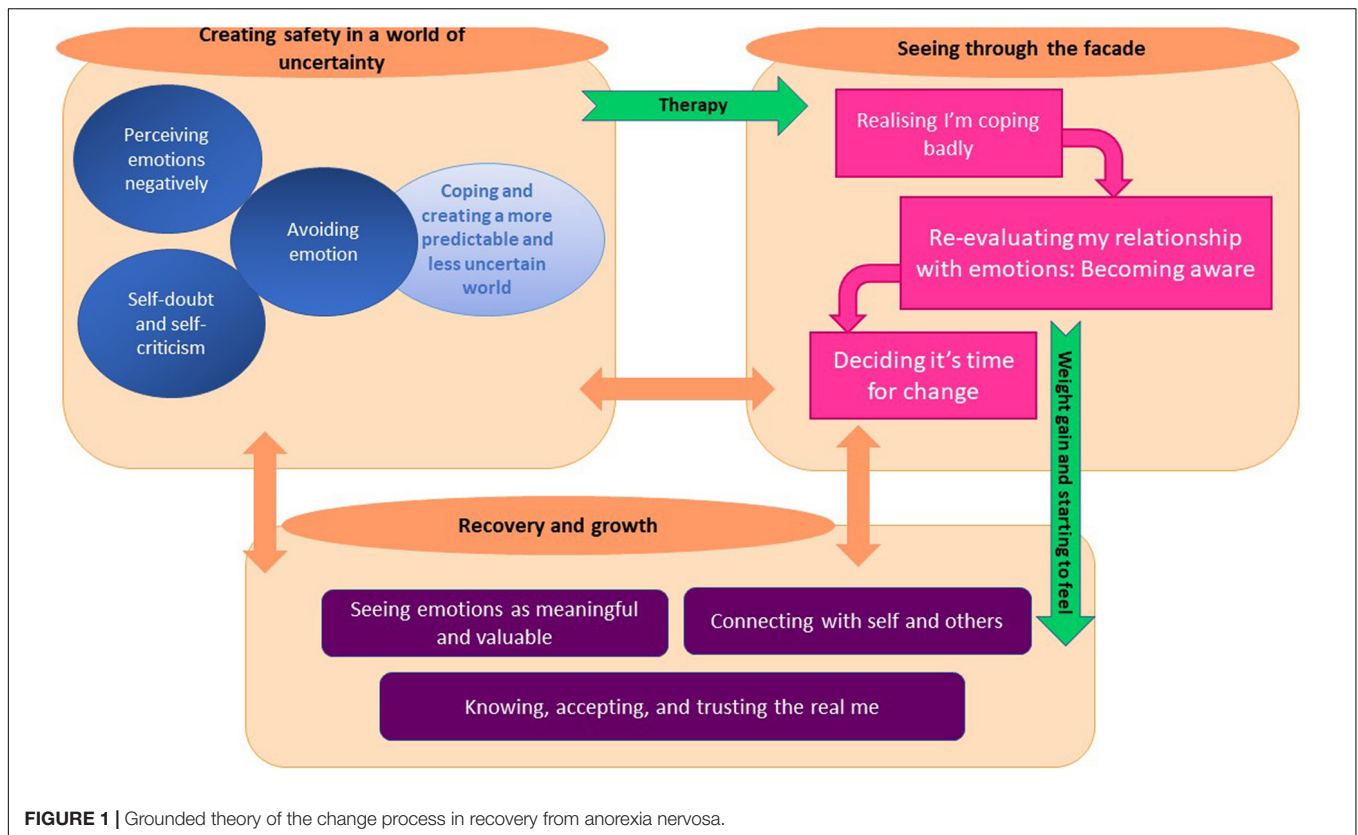 Creating safety in a world of
uncertainty
Perceiving
emotions
negatively
Avoiding
emotion
Coping and
creating a more
predictable and
less uncertain
world
Self-doubt
and self-
criticism
Therapy
Seeing through the facade
Realising I'm coping
badly
Re-evaluating my relationship
with emotions: Becoming aware
Deciding it's time
for change
Weight gain and starting to feel
Recovery and growth
Seeing emotions as meaningful
and valuable
Connecting with self and others
Knowing, accepting, and trusting the real me
FIGURE 1 | Grounded theory of the change process in recovery from anorexia nervosa.